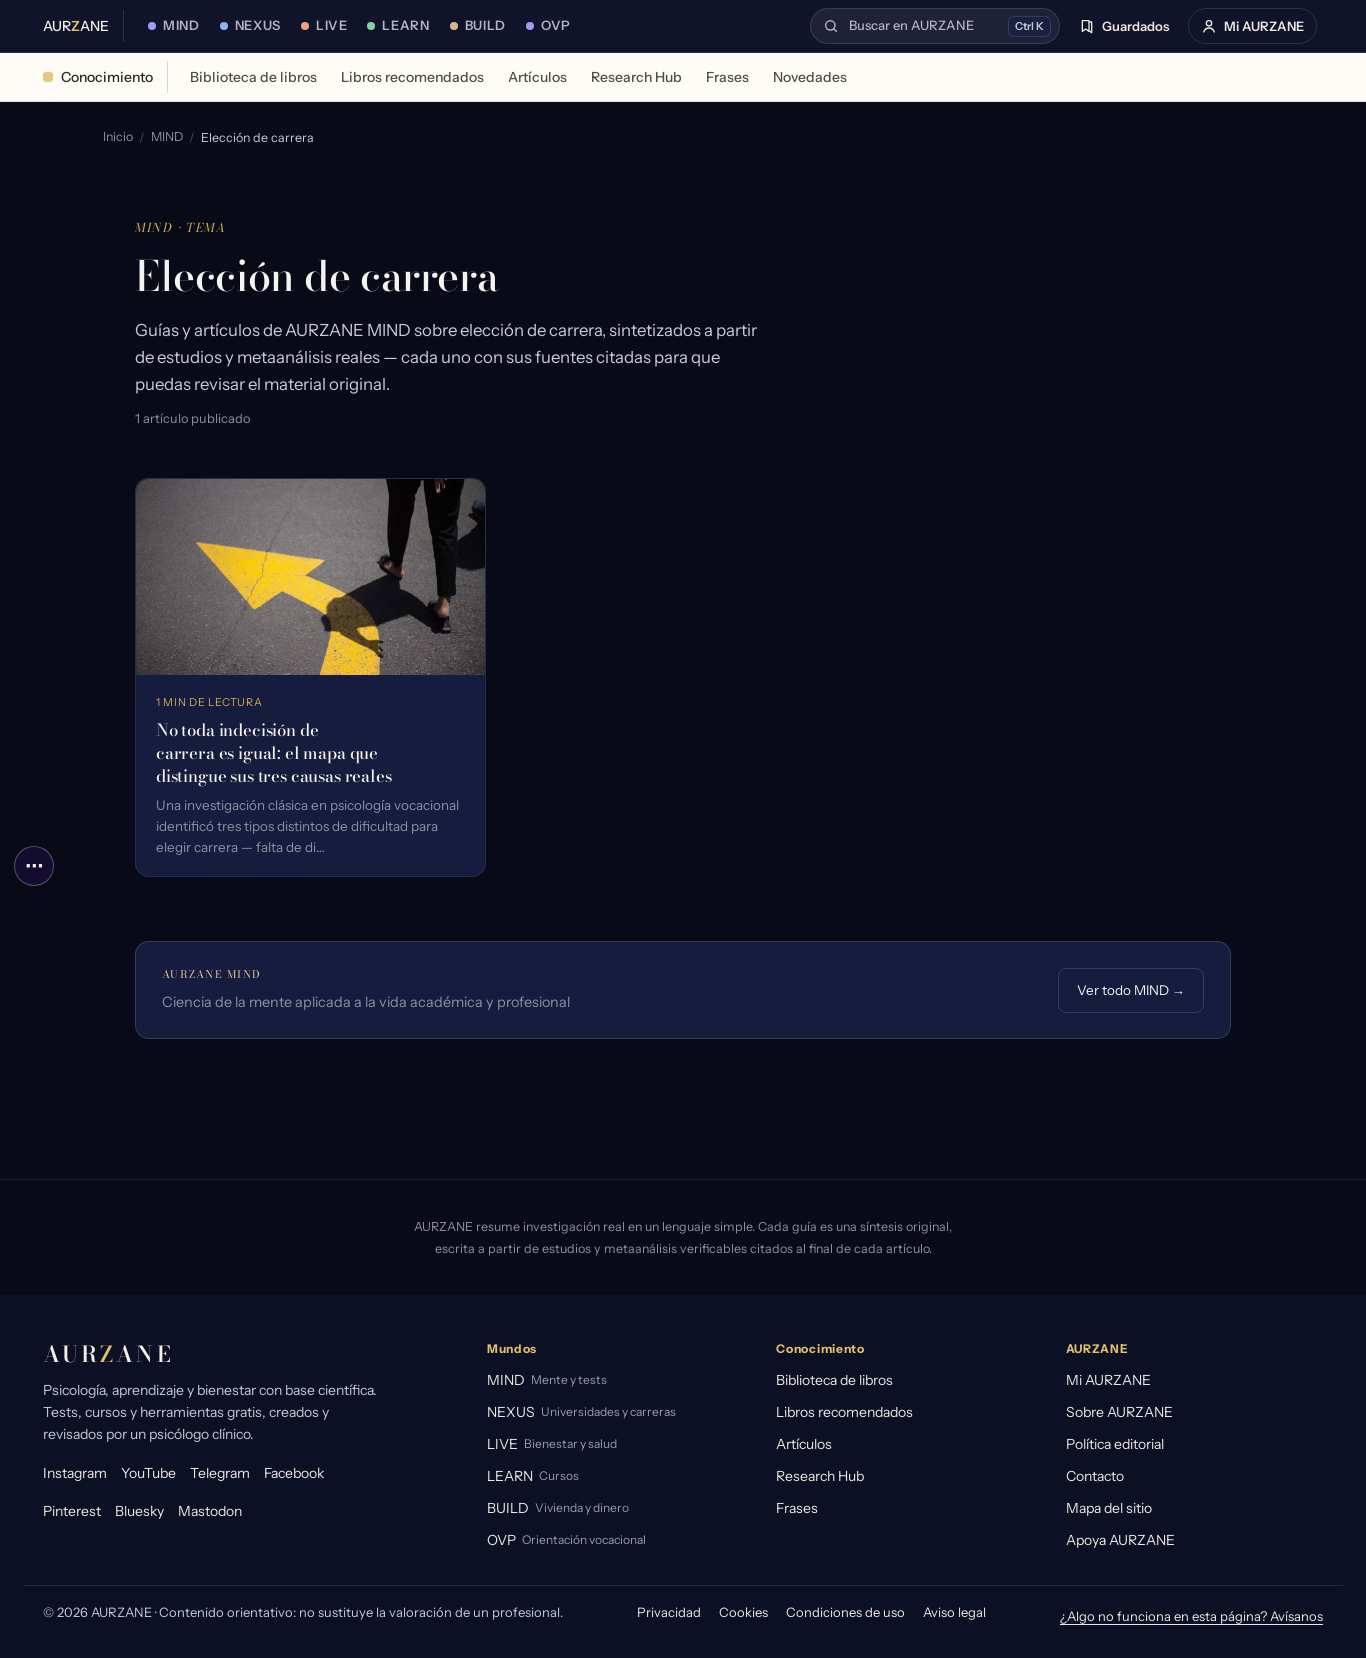 AURZANE
MIND
NEXUS
LIVE
LEARN
BUILD
OVP
Buscar en AURZANE
Ctrl K
Guardados
Mi AURZANE
Conocimiento
Biblioteca de libros
Libros recomendados
Artículos
Research Hub
Frases
Novedades
Inicio / MIND / Elección de carrera
MIND · TEMA
Elección de carrera
Guías y artículos de AURZANE MIND sobre elección de carrera, sintetizados a partir
de estudios y metaanálisis reales — cada uno con sus fuentes citadas para que
puedas revisar el material original.
1 artículo publicado
1 MIN DE LECTURA
No toda indecisión de
carrera es igual: el mapa que
distingue sus tres causas reales
Una investigación clásica en psicología vocacional
identificó tres tipos distintos de dificultad para
elegir carrera — falta de di...
AURZANE MIND
Ciencia de la mente aplicada a la vida académica y profesional
Ver todo MIND →
AURZANE resume investigación real en un lenguaje simple. Cada guía es una síntesis original,
escrita a partir de estudios y metaanálisis verificables citados al final de cada artículo.
AURZANE
Psicología, aprendizaje y bienestar con base científica.
Tests, cursos y herramientas gratis, creados y
revisados por un psicólogo clínico.
Instagram YouTube Telegram Facebook
Pinterest Bluesky Mastodon
Mundos
MIND Mente y tests
NEXUS Universidades y carreras
LIVE Bienestar y salud
LEARN Cursos
BUILD Vivienda y dinero
OVP Orientación vocacional
Conocimiento
Biblioteca de libros
Libros recomendados
Artículos
Research Hub
Frases
AURZANE
Mi AURZANE
Sobre AURZANE
Política editorial
Contacto
Mapa del sitio
Apoya AURZANE
© 2026 AURZANE · Contenido orientativo: no sustituye la valoración de un profesional.
Privacidad Cookies Condiciones de uso Aviso legal
¿Algo no funciona en esta página? Avísanos